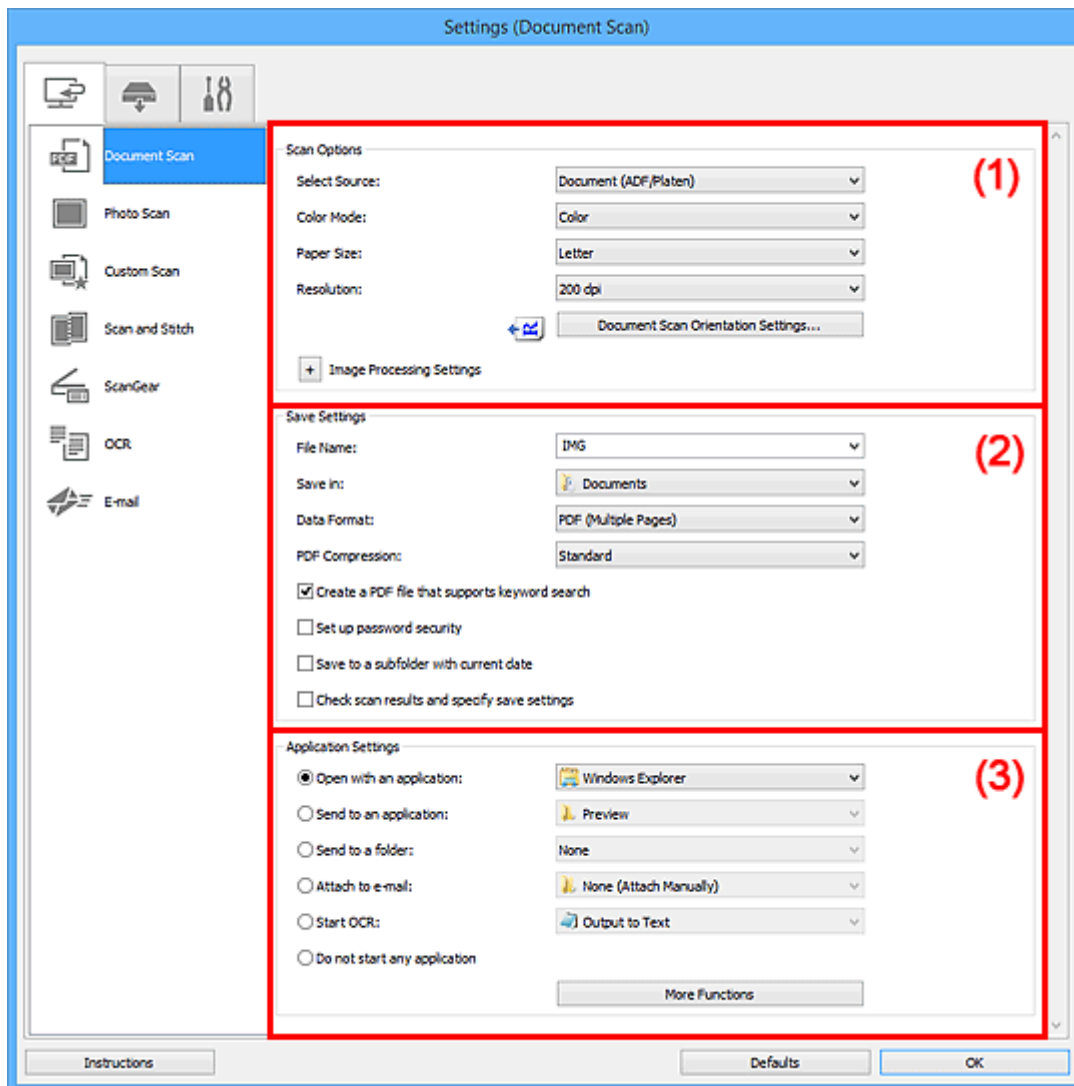 Settings (Document Scan)
PDF
Document Scan
Photo Scan
Custom Scan
Scan and Stitch
ScanGear
OCR
E-mail
Scan Options
(1)
Select Source: Document (ADF/Platen)
Color Mode: Color
Paper Size: Letter
Resolution: 200 dpi
R Document Scan Orientation Settings...
+ Image Processing Settings
Save Settings
(2)
File Name: IMG
Save in: Documents
Data Format: PDF (Multiple Pages)
PDF Compression: Standard
Create a PDF file that supports keyword search
Set up password security
Save to a subfolder with current date
Check scan results and specify save settings
Application Settings
(3)
Open with an application: Windows Explorer
Send to an application: Preview
Send to a folder: None
Attach to e-mail: None (Attach Manually)
Start OCR: Output to Text
Do not start any application
More Functions
Instructions Defaults OK